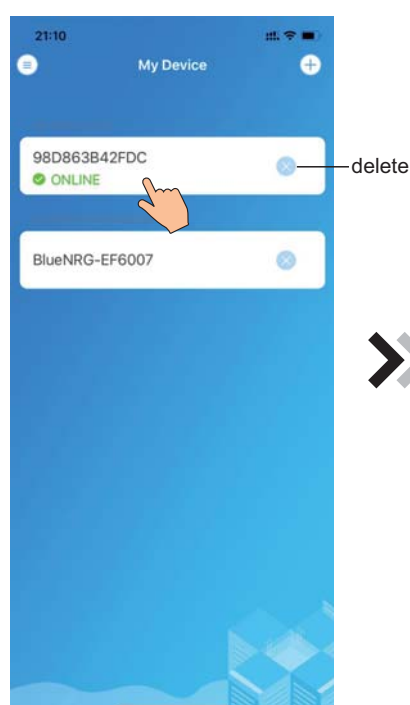 21:10
My Device
98D863B42FDC
ONLINE
delete
BlueNRG-EF6007